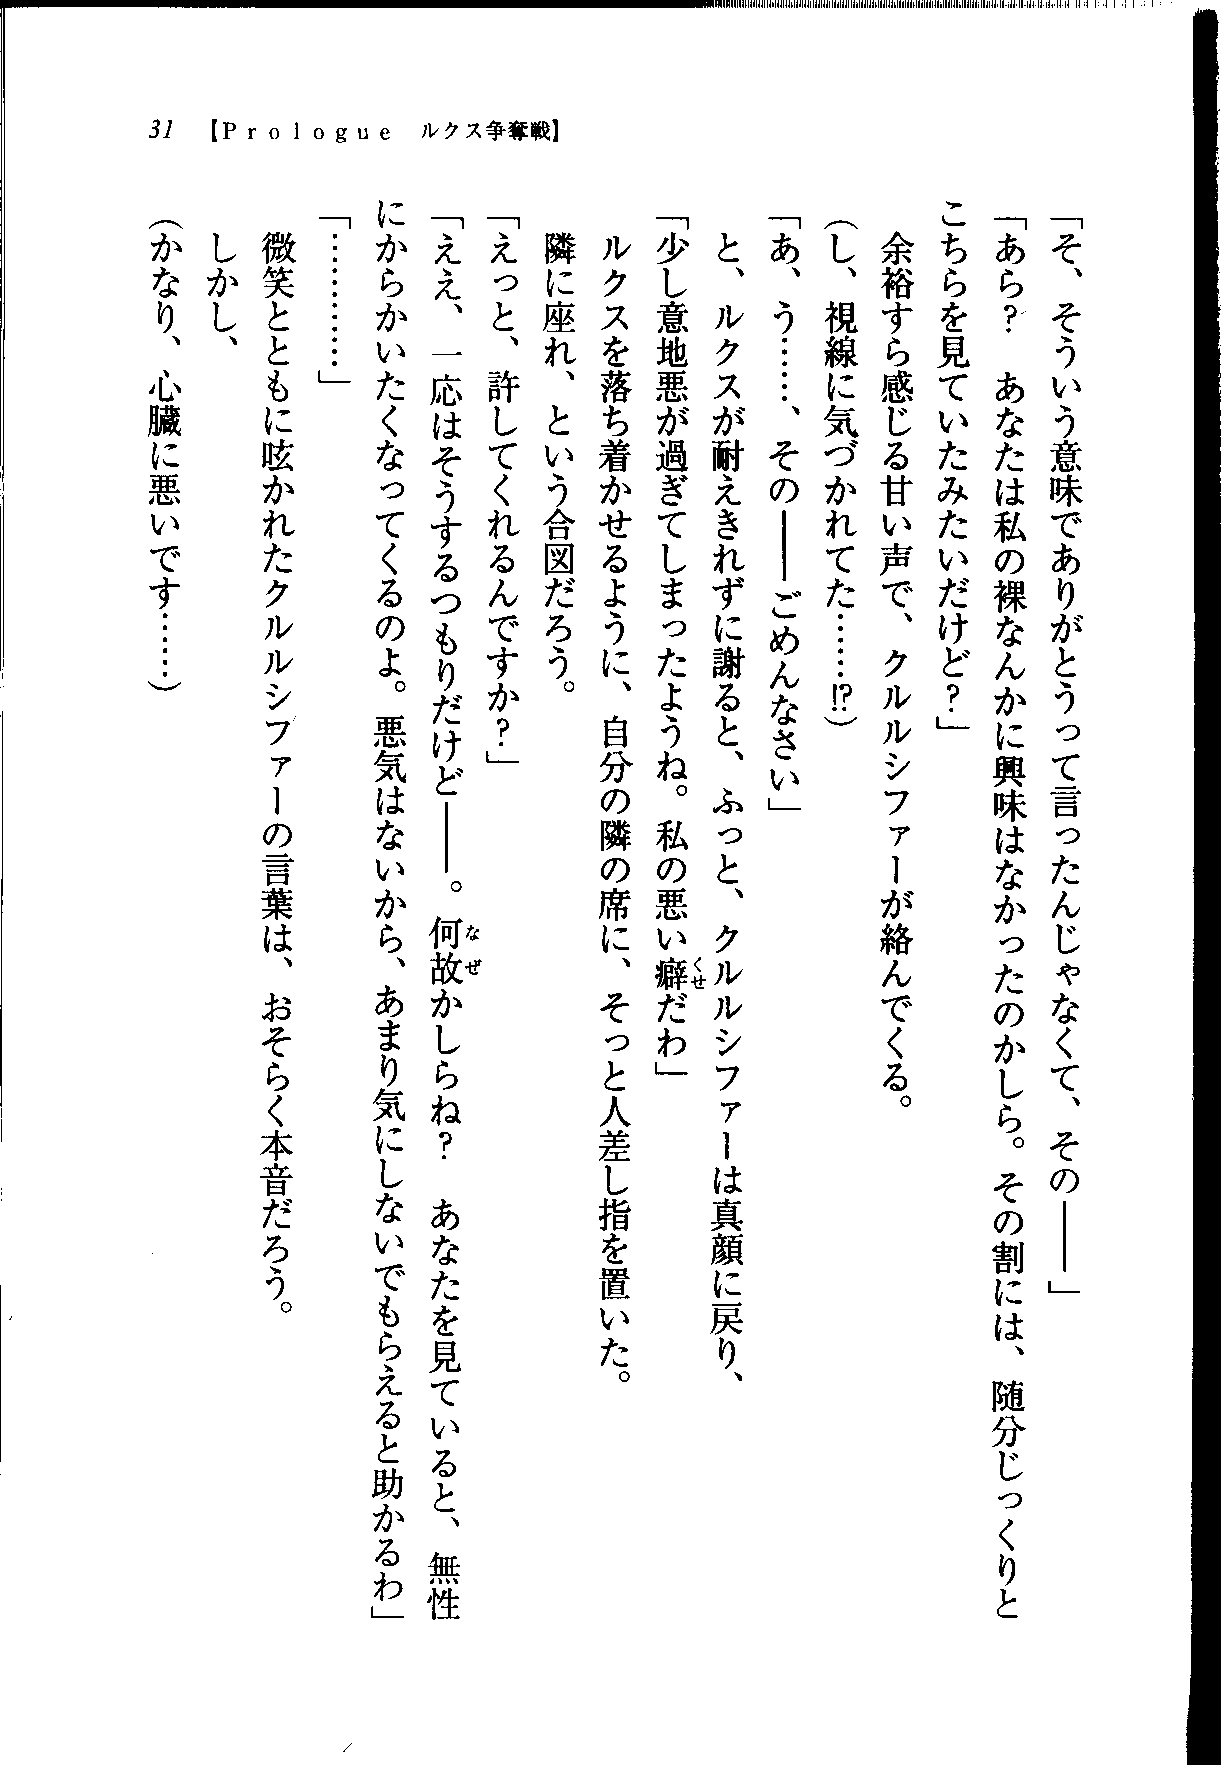 31　【Prologue　ルクス争奪戦】
「そ、そういう意味でありがとうって言ったんじゃなくて、その――」
「あら？　あなたは私の裸なんかに興味はなかったのかしら。その割には、随分じっくりと
こちらを見ていたみたいだけど？」
　余裕すら感じる甘い声で、クルルシファーが絡んでくる。
（し、視線に気づかれてた……!?）
「あ、う……、その――ごめんなさい」
　と、ルクスが耐えきれずに謝ると、ふっと、クルルシファーは真顔に戻り、
「少し意地悪が過ぎてしまったようね。私の悪い癖だわ」
くせ
　ルクスを落ち着かせるように、自分の隣の席に、そっと人差し指を置いた。
　隣に座れ、という合図だろう。
「えっと、許してくれるんですか？」
「ええ、一応はそうするつもりだけど――。何故かしらね？　あなたを見ていると、無性
なぜ
にからかいたくなってくるのよ。悪気はないから、あまり気にしないでもらえると助かるわ」
「…………」
　微笑とともに呟かれたクルルシファーの言葉は、おそらく本音だろう。
　しかし、
（かなり、心臓に悪いです……）